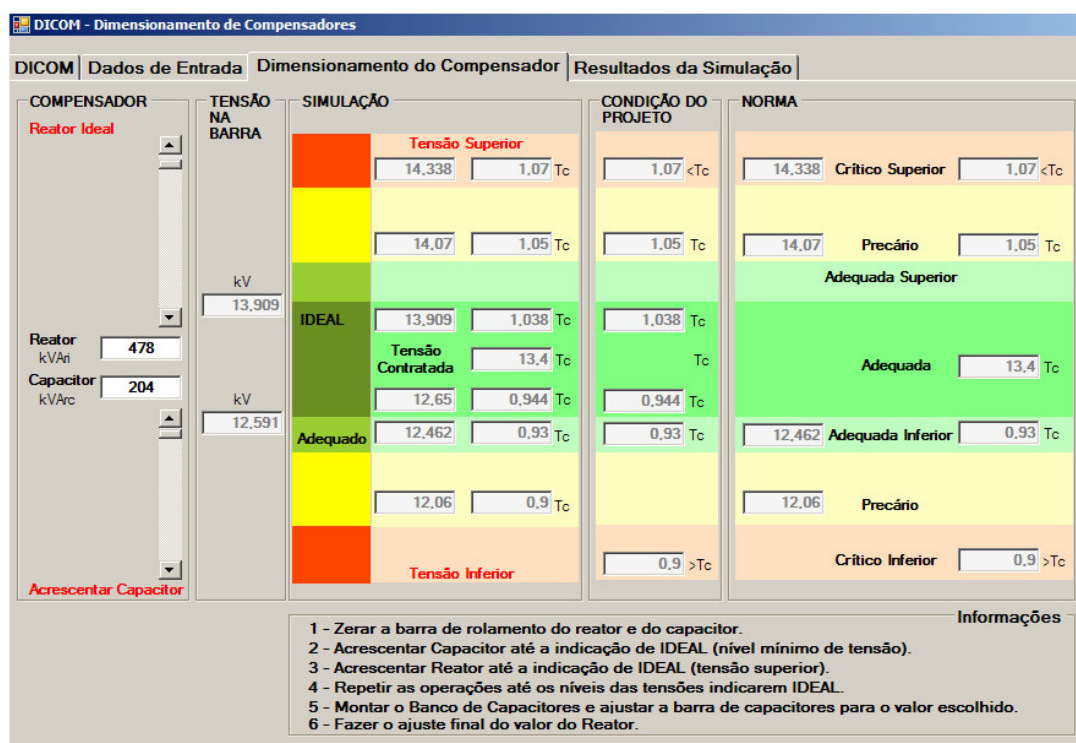 DICOM - Dimensionamento de Compensadores
DICOM Dados de Entrada Dimensionamento do Compensador Resultados da Simulação
COMPENSADOR
Reator Ideal
Reator
kVAri
478
Capacitor
kVArc
204
Acrescentar Capacitor
TENSÃO
NA
BARRA
kV
13,909
kV
12,591
SIMULAÇÃO
Tensão Superior
14,338 1,07 Tc
14,07 1,05 Tc
IDEAL 13,909 1,038 Tc
Tensão
Contratada
13,4 Tc
12,65 0,944 Tc
Adequado 12,462 0,93 Tc
12,06 0,9 Tc
Tensão Inferior
CONDIÇÃO DO
PROJETO
1,07 <Tc
1,05 Tc
1,038 Tc
Tc
0,944 Tc
0,93 Tc
0,9 >Tc
NORMA
14,338 Crítico Superior 1,07 <Tc
14,07 Precário 1,05 Tc
Adequada Superior
Adequada 13,4 Tc
12,462 Adequada Inferior 0,93 Tc
12,06 Precário
Crítico Inferior 0,9 >Tc
Informações
1 - Zerar a barra de rolamento do reator e do capacitor.
2 - Acrescentar Capacitor até a indicação de IDEAL (nível mínimo de tensão).
3 - Acrescentar Reator até a indicação de IDEAL (tensão superior).
4 - Repetir as operações até os níveis das tensões indicarem IDEAL.
5 - Montar o Banco de Capacitores e ajustar a barra de capacitores para o valor escolhido.
6 - Fazer o ajuste final do valor do Reator.